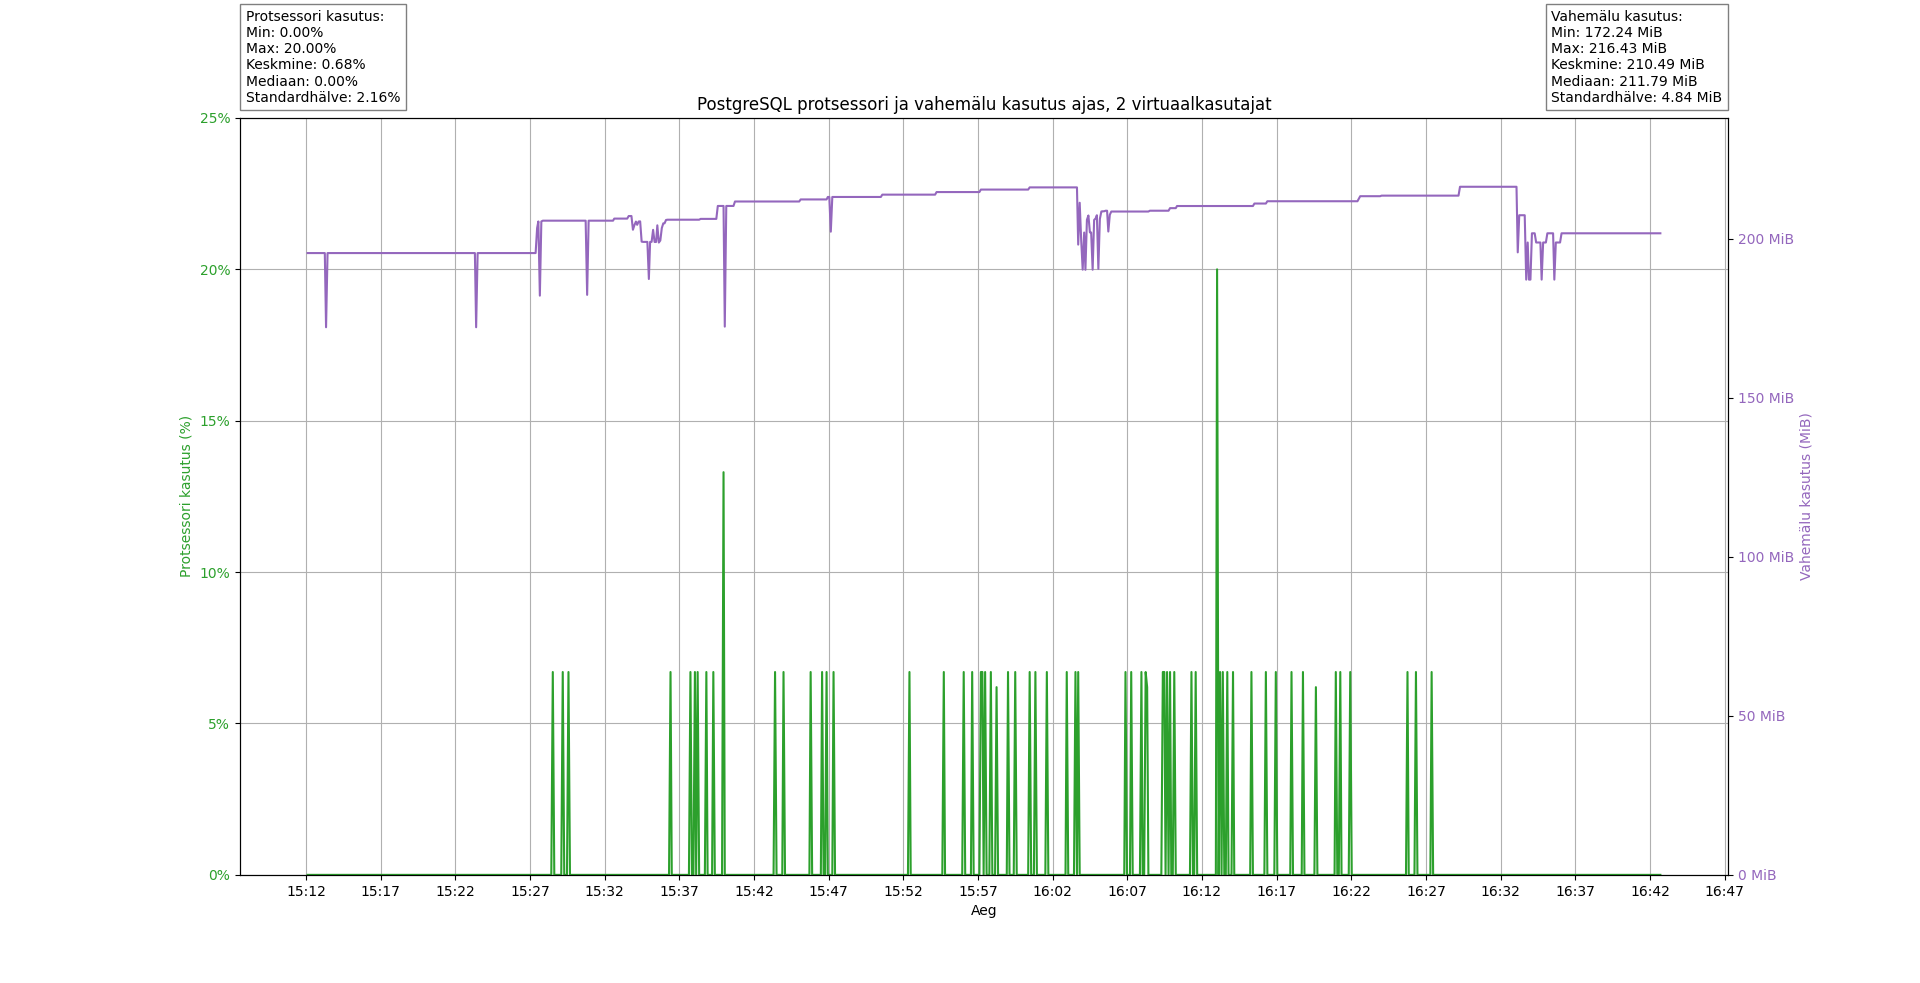 Protsessori kasutus:
Min: 0.00%
Max: 20.00%
Keskmine: 0.68%
Mediaan: 0.00%
Standardhälve: 2.16%
Vahemälu kasutus:
Min: 172.24 MiB
Max: 216.43 MiB
Keskmine: 210.49 MiB
Mediaan: 211.79 MiB
Standardhälve: 4.84 MiB
PostgreSQL protsessori ja vahemälu kasutus ajas, 2 virtuaalkasutajat
25%
20%
15%
10%
5%
0%
Protsessori kasutus (%)
200 MiB
150 MiB
100 MiB
50 MiB
0 MiB
Vahemälu kasutus (MiB)
15:12 15:17 15:22 15:27 15:32 15:37 15:42 15:47 15:52 15:57 16:02 16:07 16:12 16:17 16:22 16:27 16:32 16:37 16:42 16:47
Aeg